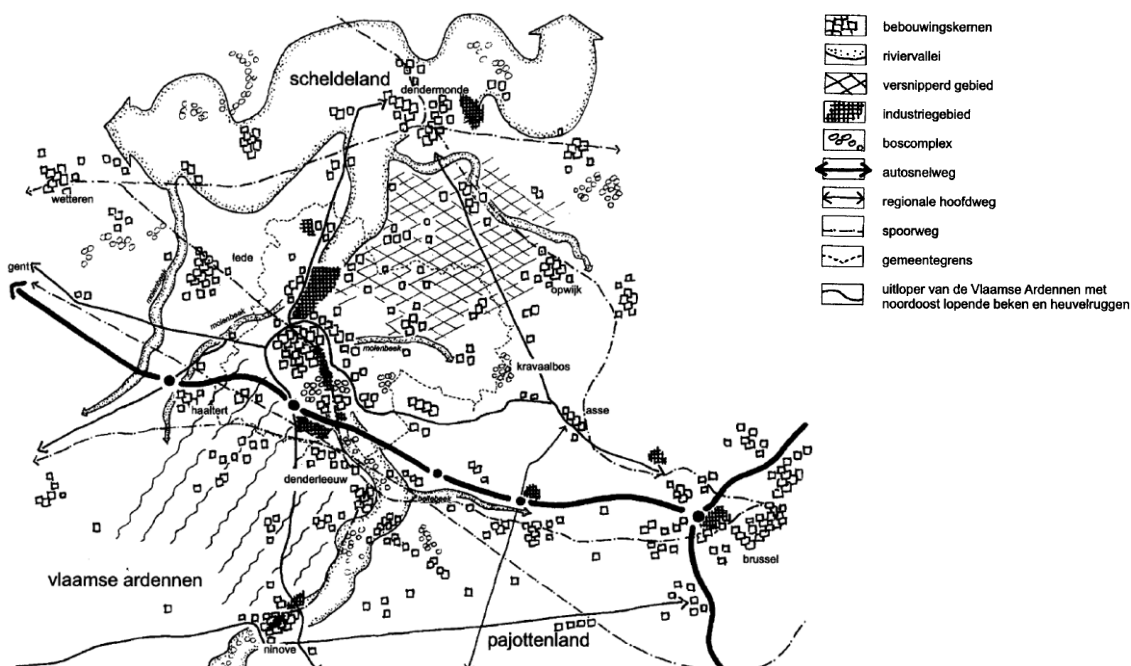 scheldeland
dendermonde
wetteren
lede
gent
opwijk
molenbeek
molenbeek
kravaalbos
haaltert
asse
denderleeuw
brussel
vlaamse ardennen
ninove
pajottenland
bebouwingskernen
riviervallei
versnipperd gebied
industriegebied
boscomplex
autosnelweg
regionale hoofdweg
spoorweg
gemeentegrens
uitloper van de Vlaamse Ardennen met
noordoost lopende beken en heuvelruggen